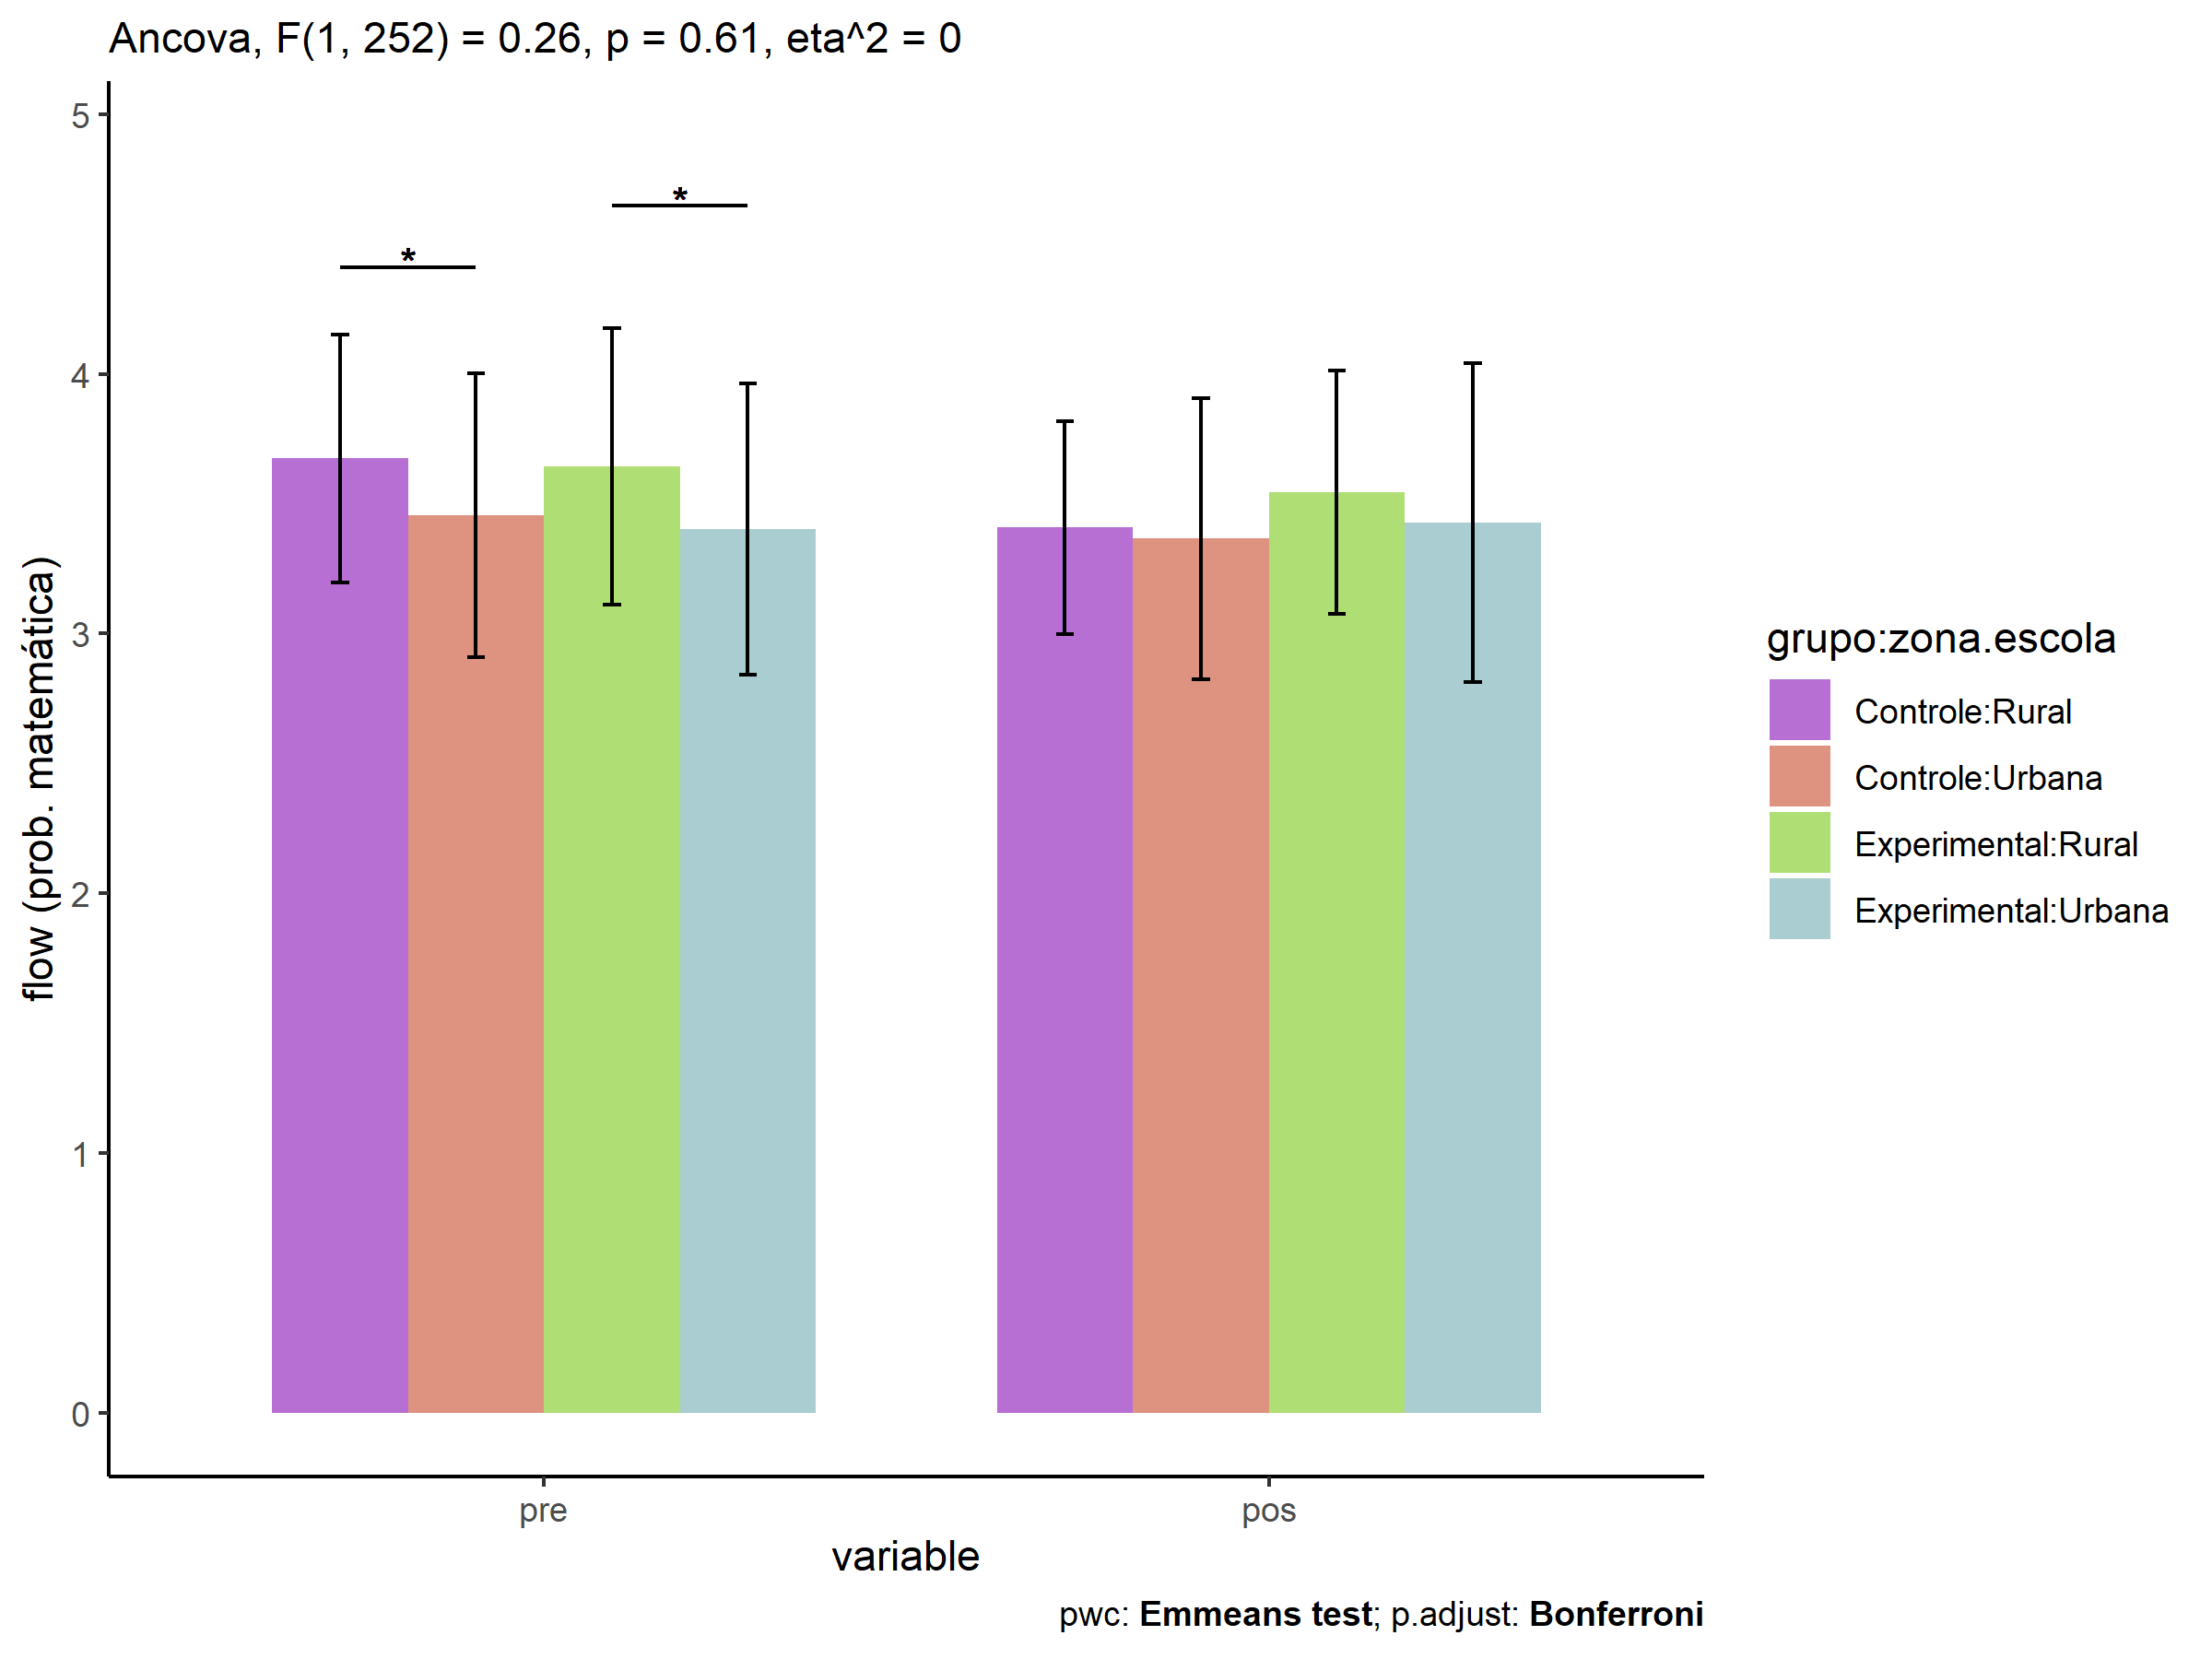 Ancova, F(1, 252) = 0.26, p = 0.61, eta^2 = 0
flow (prob. matemática)
5
4
3
2
1
0
*
*
pre
pos
variable
grupo:zona.escola
Controle:Rural
Controle:Urbana
Experimental:Rural
Experimental:Urbana
pwc: Emmeans test; p.adjust: Bonferroni